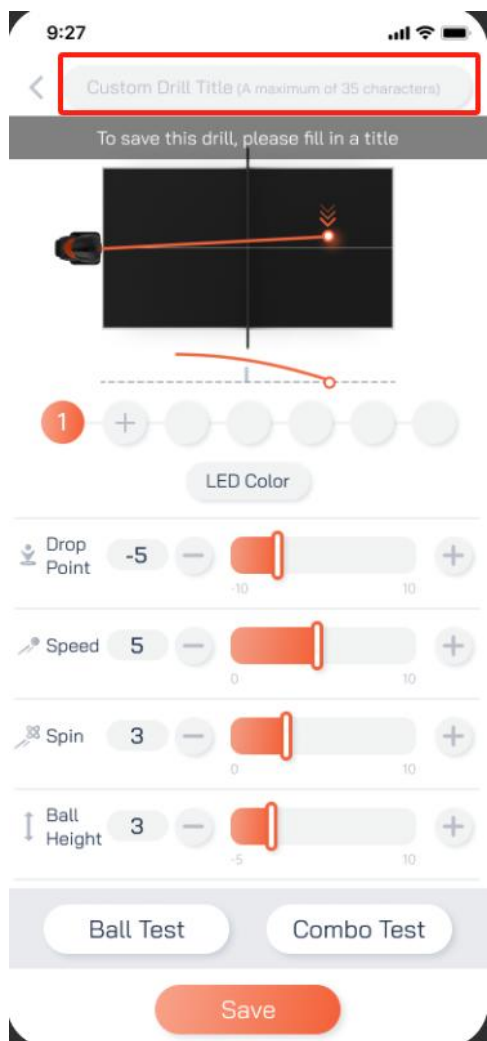 9:27
Custom Drill Title (A maximum of 35 characters)
To save this drill, please fill in a title
1 +
LED Color
Drop
Point
-5 − +
-10 10
Speed 5 − +
0 10
Spin 3 − +
0 10
Ball
Height
3 − +
-5 10
Ball Test Combo Test
Save